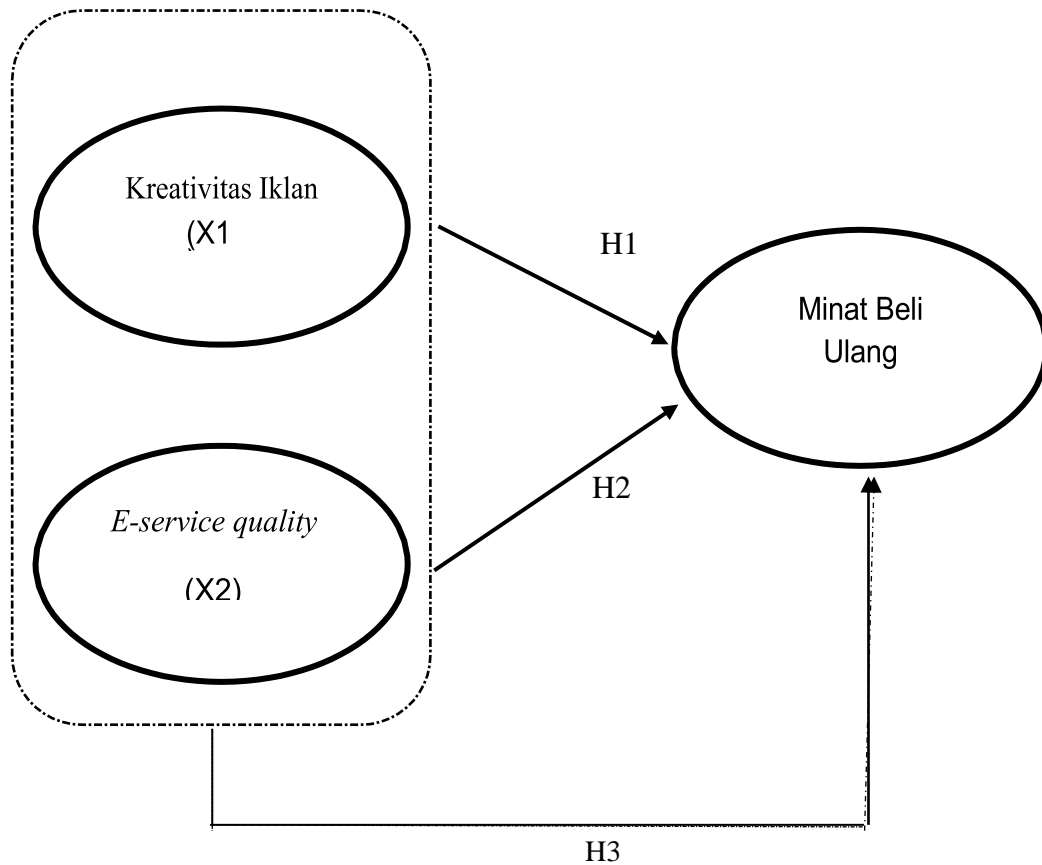 Kreativitas Iklan
(X1
H1
Minat Beli
Ulang
E-service quality
(X2)
H2
H3